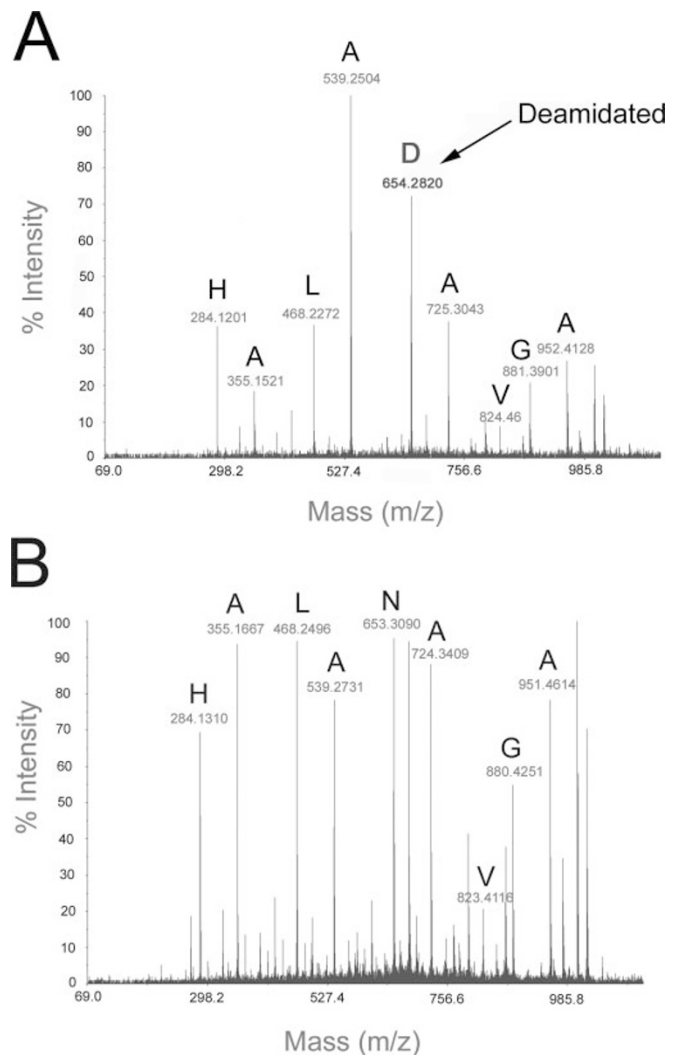 A
A
539.2504
100
Deamidated
90
D
80
654.2820
70
60
% Intensity
50
H
L
A
40
284.1201
468.2272
725.3043
A
A
G
952.4128
30
355.1521
881.3901
20
V
824.46
10
0
69.0 298.2 527.4 756.6 985.8
Mass (m/z)
B
A L N
100
355.1667 468.2496 653.3090
A
90
724.3409
A
A
80
539.2731
951.4614
H
70
284.1310
G
60
880.4251
% Intensity
50
40
30
V
823.4116
20
10
0
69.0 298.2 527.4 756.6 985.8
Mass (m/z)